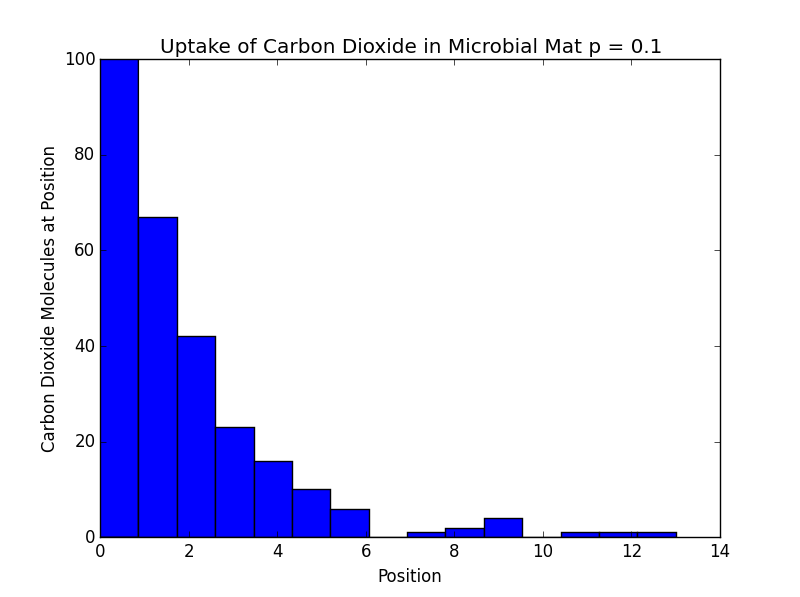 Uptake of Carbon Dioxide in Microbial Mat p = 0.1
100
80
60
40
20
0
Carbon Dioxide Molecules at Position
0 2 4 6 8 10 12 14
Position